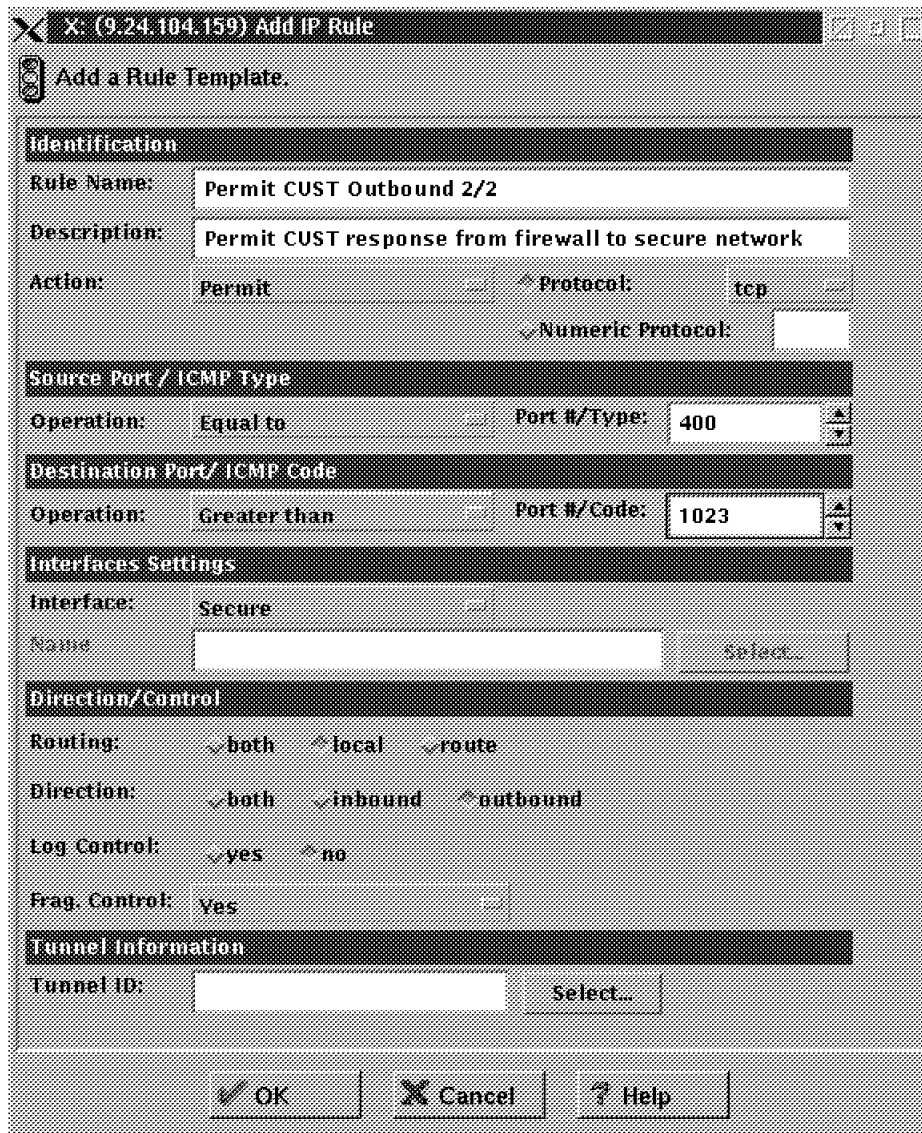 X: (9.24.104.159) Add IP Rule
Add a Rule Template.
Identification
Rule Name: Permit CUST Outbound 2/2
Description: Permit CUST response from firewall to secure network
Action: Permit Protocol: tcp
Numeric Protocol:
Source Port / ICMP Type
Operation: Equal to Port #/Type: 400
Destination Port/ ICMP Code
Operation: Greater than Port #/Code: 1023
Interfaces Settings
Interface: Secure
Name Select...
Direction/Control
Routing: both local route
Direction: both inbound outbound
Log Control: yes no
Frag. Control: Yes
Tunnel Information
Tunnel ID: Select...
OK Cancel Help